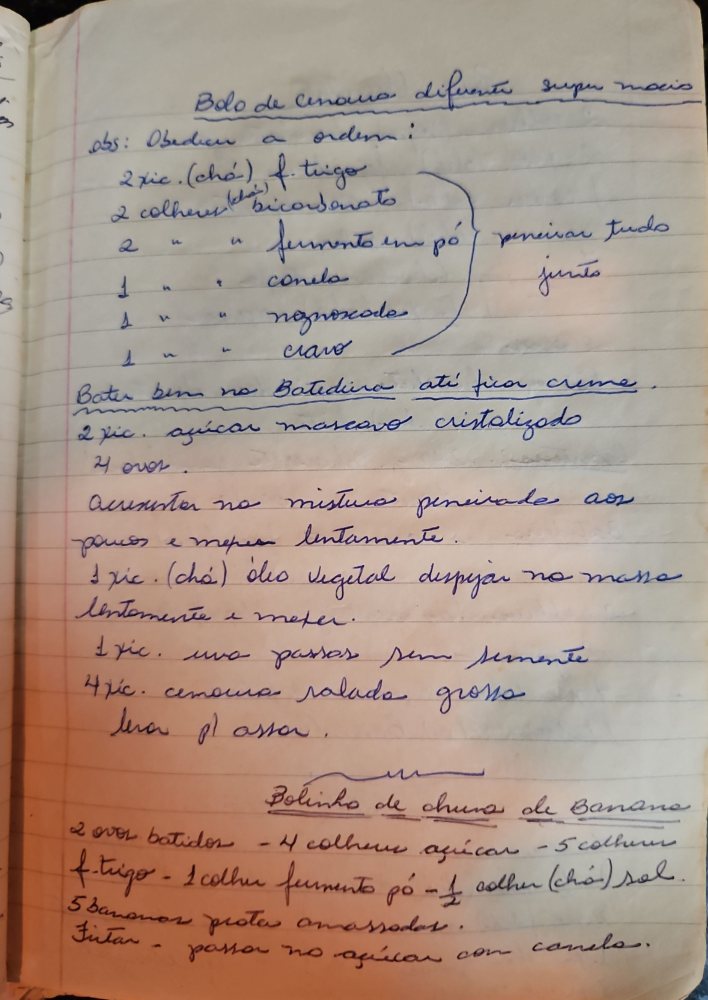 Bolo de cenoura diferente super macio
obs: Obedecer a ordem:
2 xic. (chá) f. trigo
2 colheres (chá) bicarbonato
2 " " fermento em pó } peneirar tudo junto
1 " " canela
1 " " noznoscada
1 " " cravo
Bater bem na Batedeira até ficar creme.
2 xic. açúcar mascavo cristalizado
4 ovos.
acresentar na mistura peneirada aos
poucos e mexer lentamente.
1 xic. (chá) óleo vegetal despejar na massa
lentamente e mexer.
1 xic. uva passas sem semente
4 xic. cenoura ralada grossa
levar p/ assar.
Bolinho de chuva de Banana
2 ovos batidos - 4 colheres açúcar - 5 colheres
f. trigo - 1 colher fermento pó - 1/2 colher (chá) sal.
5 bananas prata amassadas.
Fritar - passar no açúcar com canela.